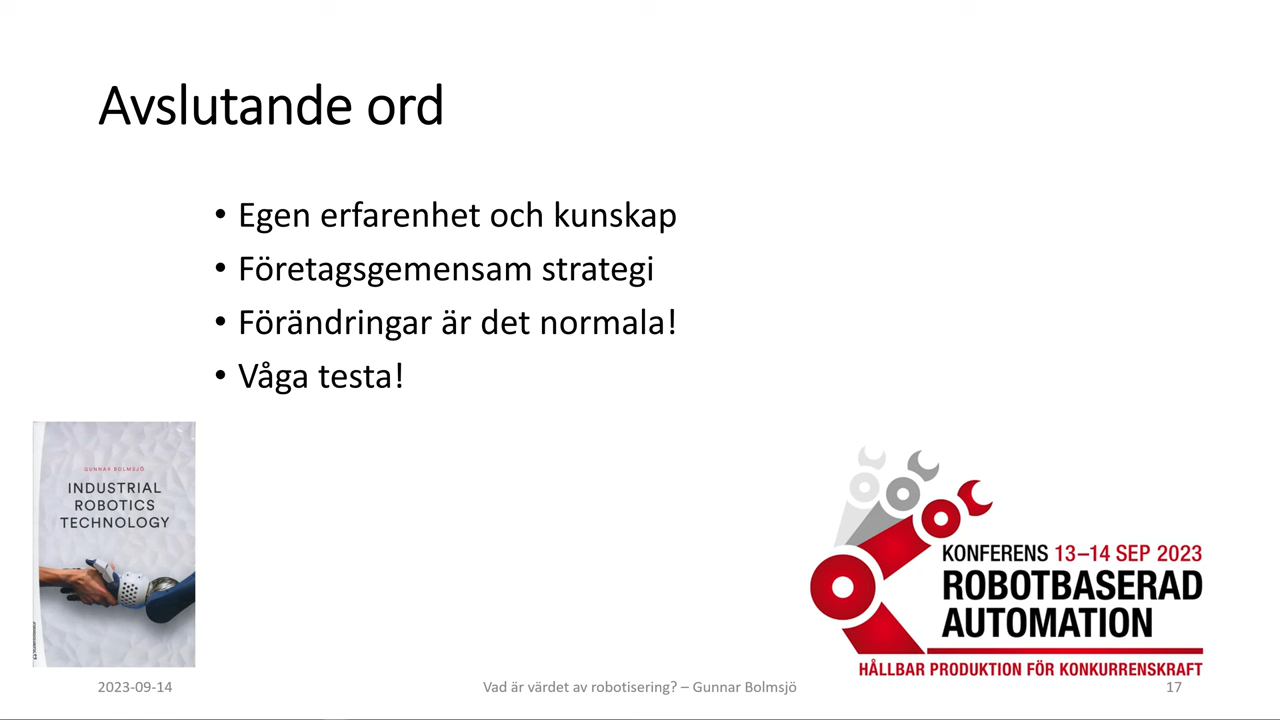 Avslutande ord
• Egen erfarenhet och kunskap
• Företagsgemensam strategi
• Förändringar är det normala!
• Våga testa!
GUNNAR BOLMSJÖ
INDUSTRIAL
ROBOTICS
TECHNOLOGY
KONFERENS 13–14 SEP 2023
ROBOTBASERAD
AUTOMATION
HÅLLBAR PRODUKTION FÖR KONKURRENSKRAFT
2023-09-14
Vad är värdet av robotisering? – Gunnar Bolmsjö
17